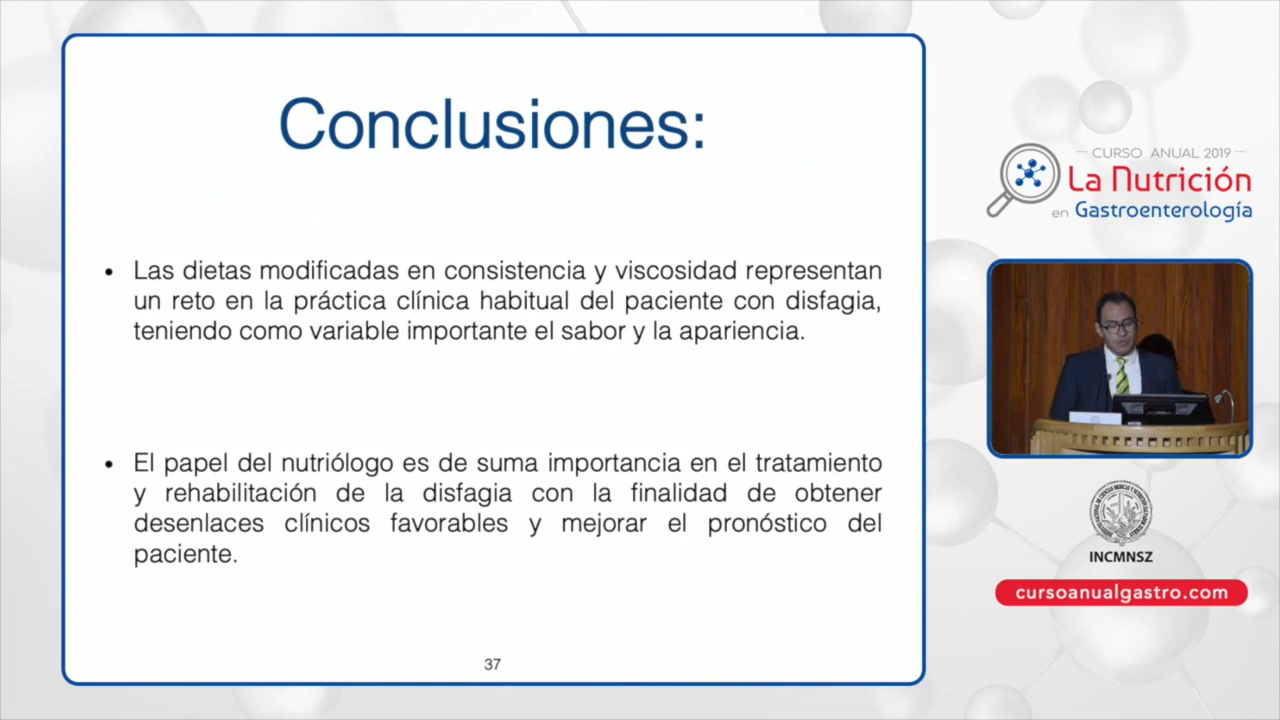 Conclusiones:
• Las dietas modificadas en consistencia y viscosidad representan
un reto en la práctica clínica habitual del paciente con disfagia,
teniendo como variable importante el sabor y la apariencia.
• El papel del nutriólogo es de suma importancia en el tratamiento
y rehabilitación de la disfagia con la finalidad de obtener
desenlaces clínicos favorables y mejorar el pronóstico del
paciente.
37
CURSO ANUAL 2019
La Nutrición
en Gastroenterología
INCMNSZ
cursoanualgastro.com